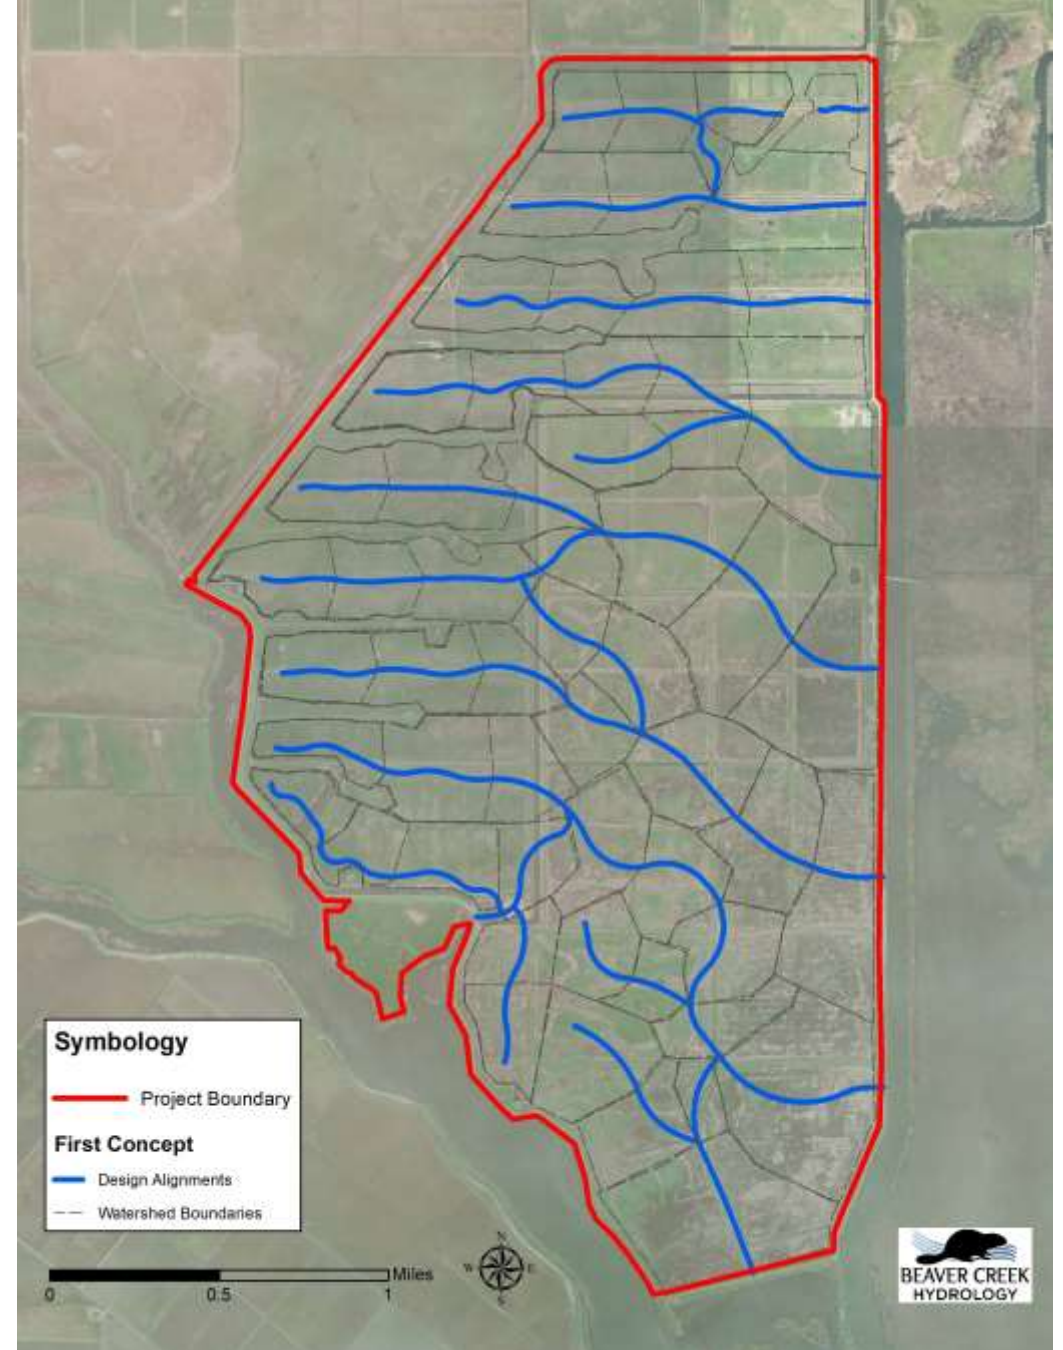 Symbology
Project Boundary
First Concept
Design Alignments
Watershed Boundaries
Miles
0 0.5 1
N
W E
S
BEAVER CREEK
HYDROLOGY